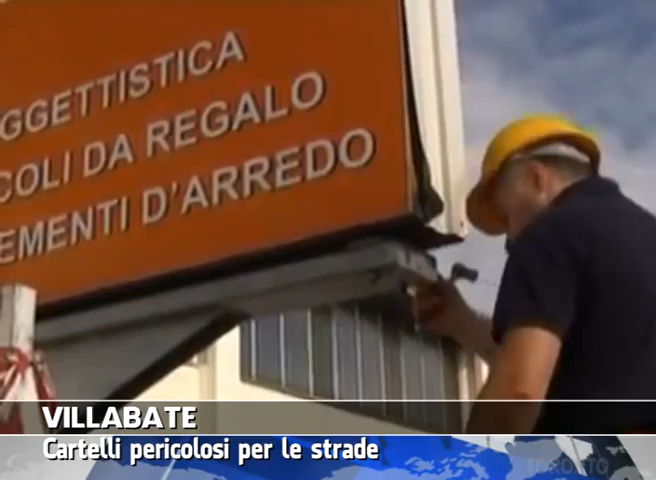 OGGETTISTICA
COLI DA REGALO
EMENTI D'ARREDO
VILLABATE
Cartelli pericolosi per le strade